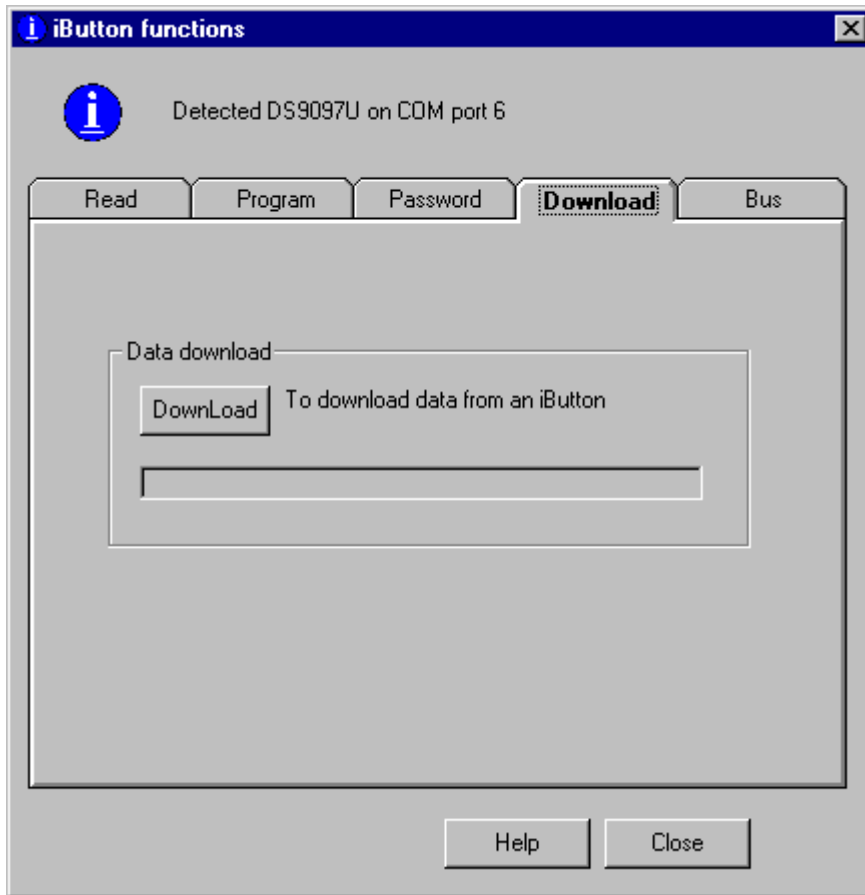 iButton functions
Detected DS9097U on COM port 6
Read Program Password Download Bus
Data download
DownLoad To download data from an iButton
Help Close